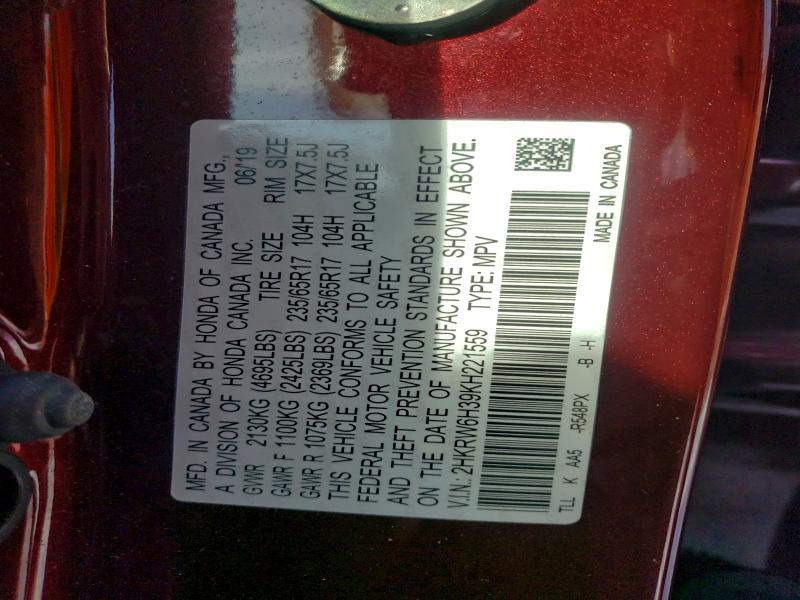 MFD. IN CANADA BY HONDA OF CANADA MFG.,
A DIVISION OF HONDA CANADA INC. 06/19
GVWR 2130KG (4695LBS) TIRE SIZE RIM SIZE
GAWR F 1100KG (2425LBS) 235/65R17 104H 17X7.5J
GAWR R 1075KG (2369LBS) 235/65R17 104H 17X7.5J
THIS VEHICLE CONFORMS TO ALL APPLICABLE
FEDERAL MOTOR VEHICLE SAFETY
AND THEFT PREVENTION STANDARDS IN EFFECT
ON THE DATE OF MANUFACTURE SHOWN ABOVE.
V.I.N.: 2HKRW6H39KH221559 TYPE: MPV
TLL K AA5 -R548PX -B -H MADE IN CANADA